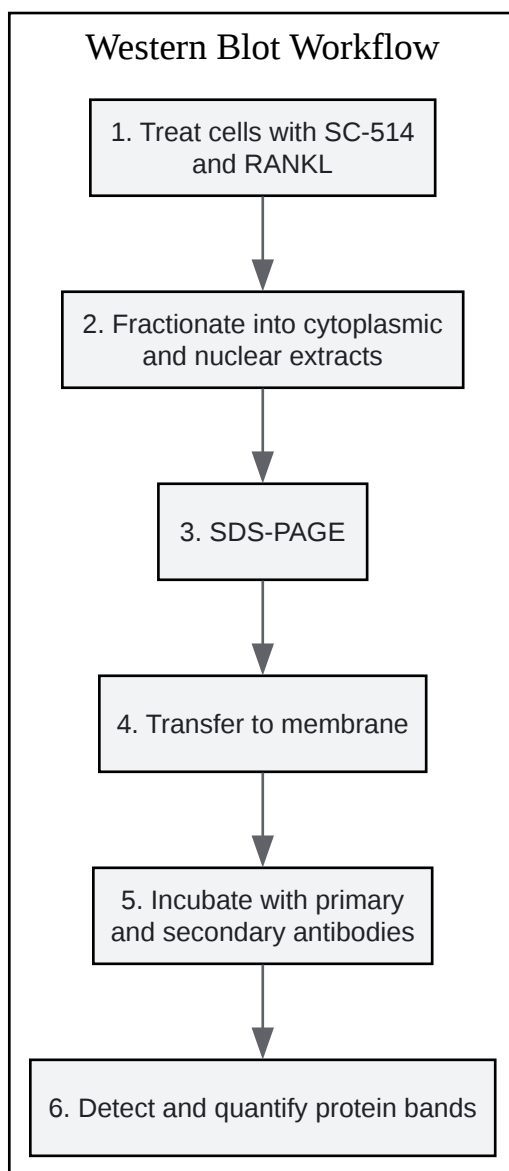 Western Blot Workflow
1. Treat cells with SC-514
and RANKL
2. Fractionate into cytoplasmic
and nuclear extracts
3. SDS-PAGE
4. Transfer to membrane
5. Incubate with primary
and secondary antibodies
6. Detect and quantify protein bands